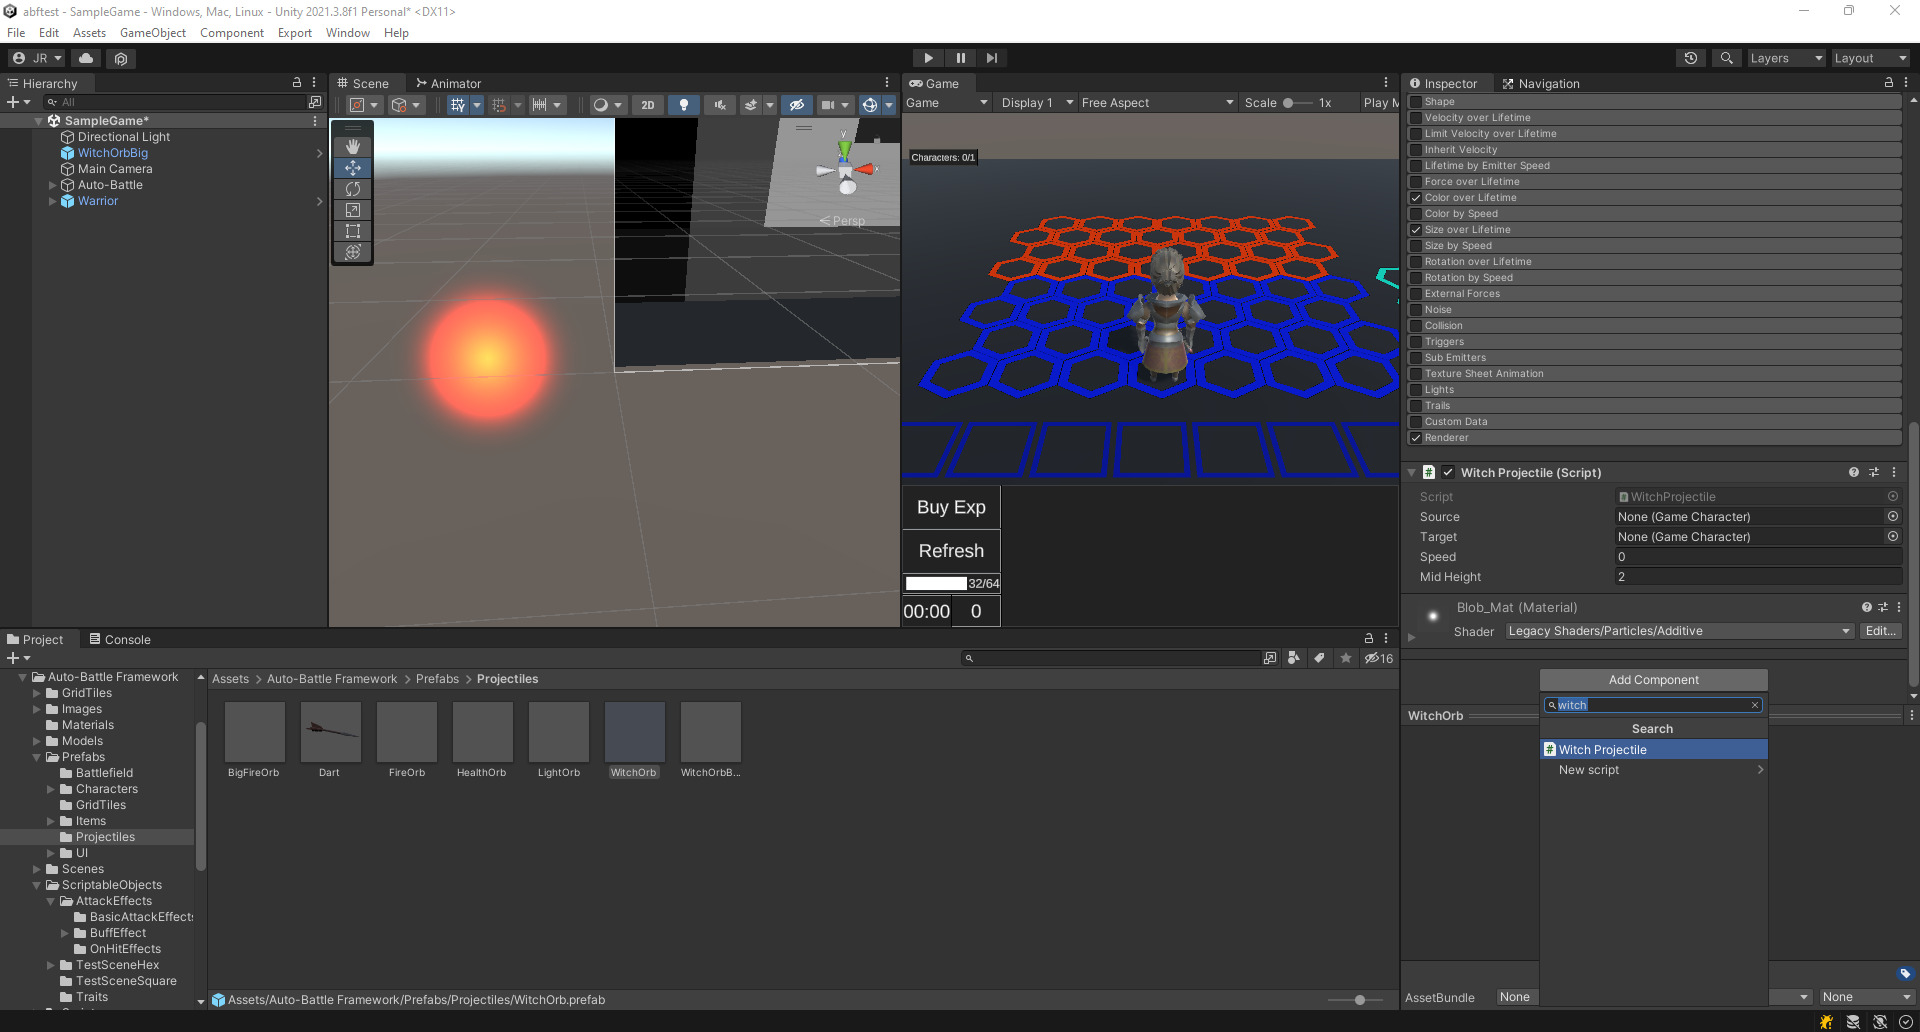 abftest - SampleGame - Windows, Mac, Linux - Unity 2021.3.8f1 Personal* <DX11>
File Edit Assets GameObject Component Export Window Help
JR Layers Layout
Hierarchy
All
SampleGame*
Directional Light
WitchOrbBig
Main Camera
Auto-Battle
Warrior
Scene Animator
2D
y
x
Persp
Game
Game Display 1 Free Aspect Scale 1x Play M
Characters: 0/1
Buy Exp
Refresh
32/64
00:00 0
Inspector Navigation
Shape
Velocity over Lifetime
Limit Velocity over Lifetime
Inherit Velocity
Lifetime by Emitter Speed
Force over Lifetime
Color over Lifetime
Color by Speed
Size over Lifetime
Size by Speed
Rotation over Lifetime
Rotation by Speed
External Forces
Noise
Collision
Triggers
Sub Emitters
Texture Sheet Animation
Lights
Trails
Custom Data
Renderer
# Witch Projectile (Script)
Script WitchProjectile
Source None (Game Character)
Target None (Game Character)
Speed 0
Mid Height 2
Blob_Mat (Material)
Shader Legacy Shaders/Particles/Additive Edit...
Add Component
witch
Search
# Witch Projectile
New script
WitchOrb
AssetBundle None None
Project Console
16
Auto-Battle Framework
GridTiles
Images
Materials
Models
Prefabs
Battlefield
Characters
GridTiles
Items
Projectiles
UI
Scenes
ScriptableObjects
AttackEffects
BasicAttackEffects
BuffEffect
OnHitEffects
TestSceneHex
TestSceneSquare
Traits
Assets > Auto-Battle Framework > Prefabs > Projectiles
BigFireOrb Dart FireOrb HealthOrb LightOrb WitchOrb WitchOrbB...
Assets/Auto-Battle Framework/Prefabs/Projectiles/WitchOrb.prefab